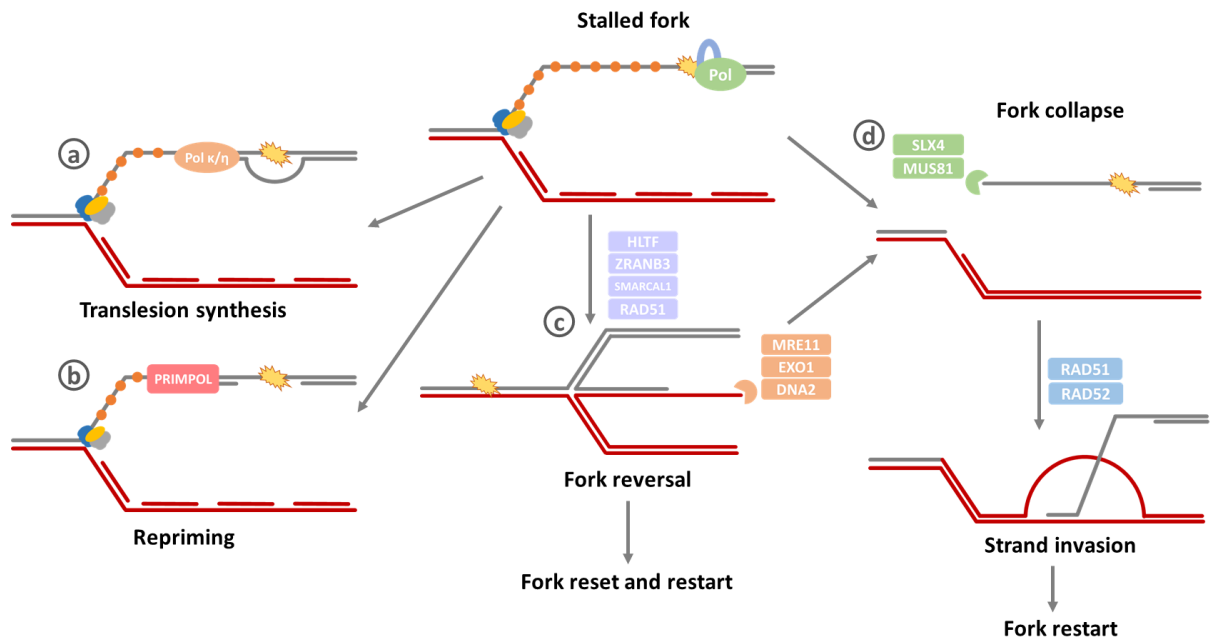 Stalled fork
Pol
a
Pol κ/η
Translesion synthesis
b
PRIMPOL
Repriming
HLTF
ZRANB3
SMARCAL1
RAD51
c
MRE11
EXO1
DNA2
Fork reversal
Fork reset and restart
Fork collapse
d
SLX4
MUS81
RAD51
RAD52
Strand invasion
Fork restart